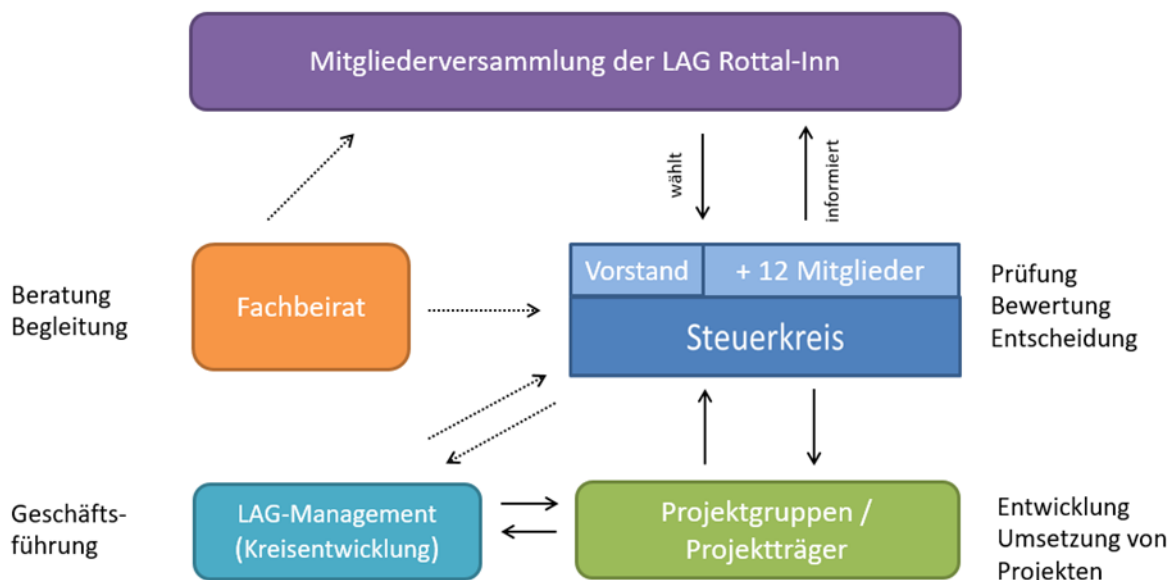 Mitgliederversammlung der LAG Rottal-Inn
wählt
informiert
Beratung
Begleitung
Fachbeirat
Vorstand
+ 12 Mitglieder
Steuerkreis
Prüfung
Bewertung
Entscheidung
Geschäfts-
führung
LAG-Management
(Kreisentwicklung)
Projektgruppen /
Projektträger
Entwicklung
Umsetzung von
Projekten